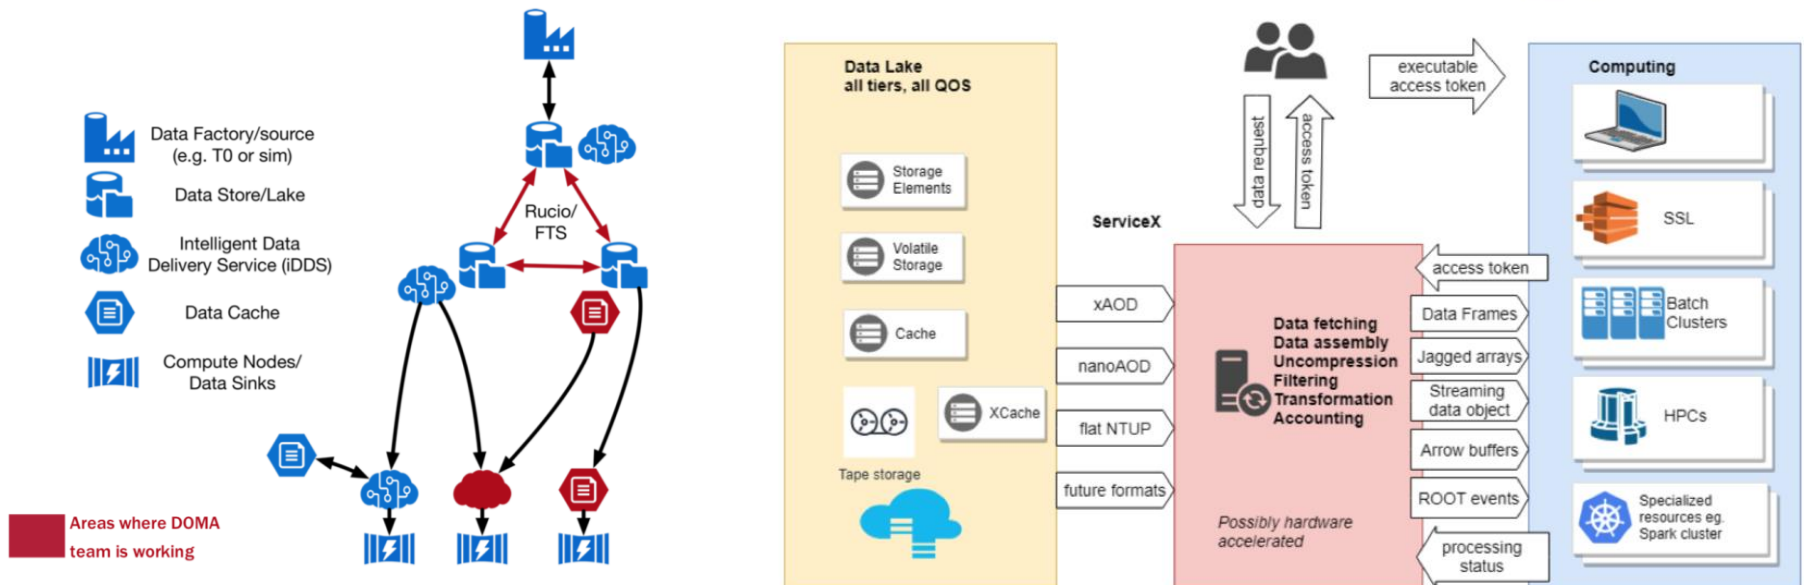 Data Factory/source
(e.g. T0 or sim)
Data Store/Lake
Intelligent Data
Delivery Service (iDDS)
Data Cache
Compute Nodes/
Data Sinks
Areas where DOMA
team is working
Rucio/
FTS
Data Lake
all tiers, all QOS
Storage
Elements
Volatile
Storage
Cache
XCache
Tape storage
xAOD
nanoAOD
flat NTUP
future formats
ServiceX
data request
access token
Data fetching
Data assembly
Uncompression
Filtering
Transformation
Accounting
Possibly hardware
accelerated
executable
access token
access token
Data Frames
Jagged arrays
Streaming
data object
Arrow buffers
ROOT events
processing
status
Computing
SSL
Batch
Clusters
HPCs
Specialized
resources eg.
Spark cluster